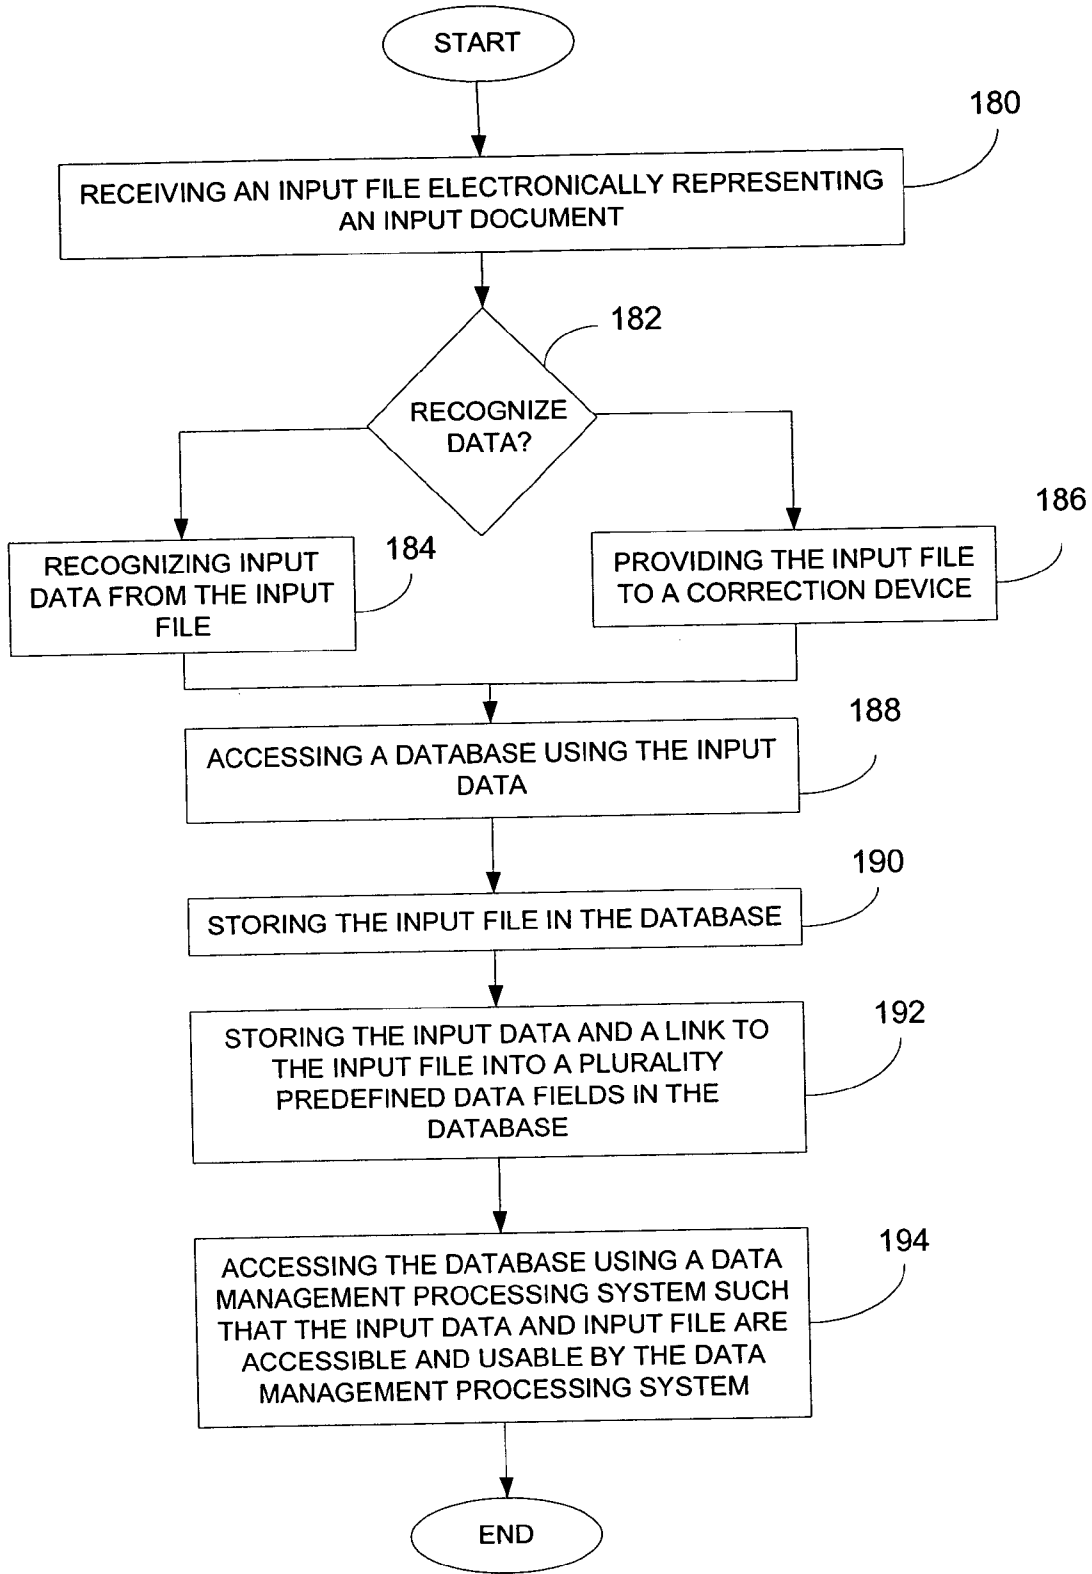 START
180
RECEIVING AN INPUT FILE ELECTRONICALLY REPRESENTING
AN INPUT DOCUMENT
182
RECOGNIZE
DATA?
184
RECOGNIZING INPUT
DATA FROM THE INPUT
FILE
186
PROVIDING THE INPUT FILE
TO A CORRECTION DEVICE
188
ACCESSING A DATABASE USING THE INPUT
DATA
190
STORING THE INPUT FILE IN THE DATABASE
192
STORING THE INPUT DATA AND A LINK TO
THE INPUT FILE INTO A PLURALITY
PREDEFINED DATA FIELDS IN THE
DATABASE
194
ACCESSING THE DATABASE USING A DATA
MANAGEMENT PROCESSING SYSTEM SUCH
THAT THE INPUT DATA AND INPUT FILE ARE
ACCESSIBLE AND USABLE BY THE DATA
MANAGEMENT PROCESSING SYSTEM
END